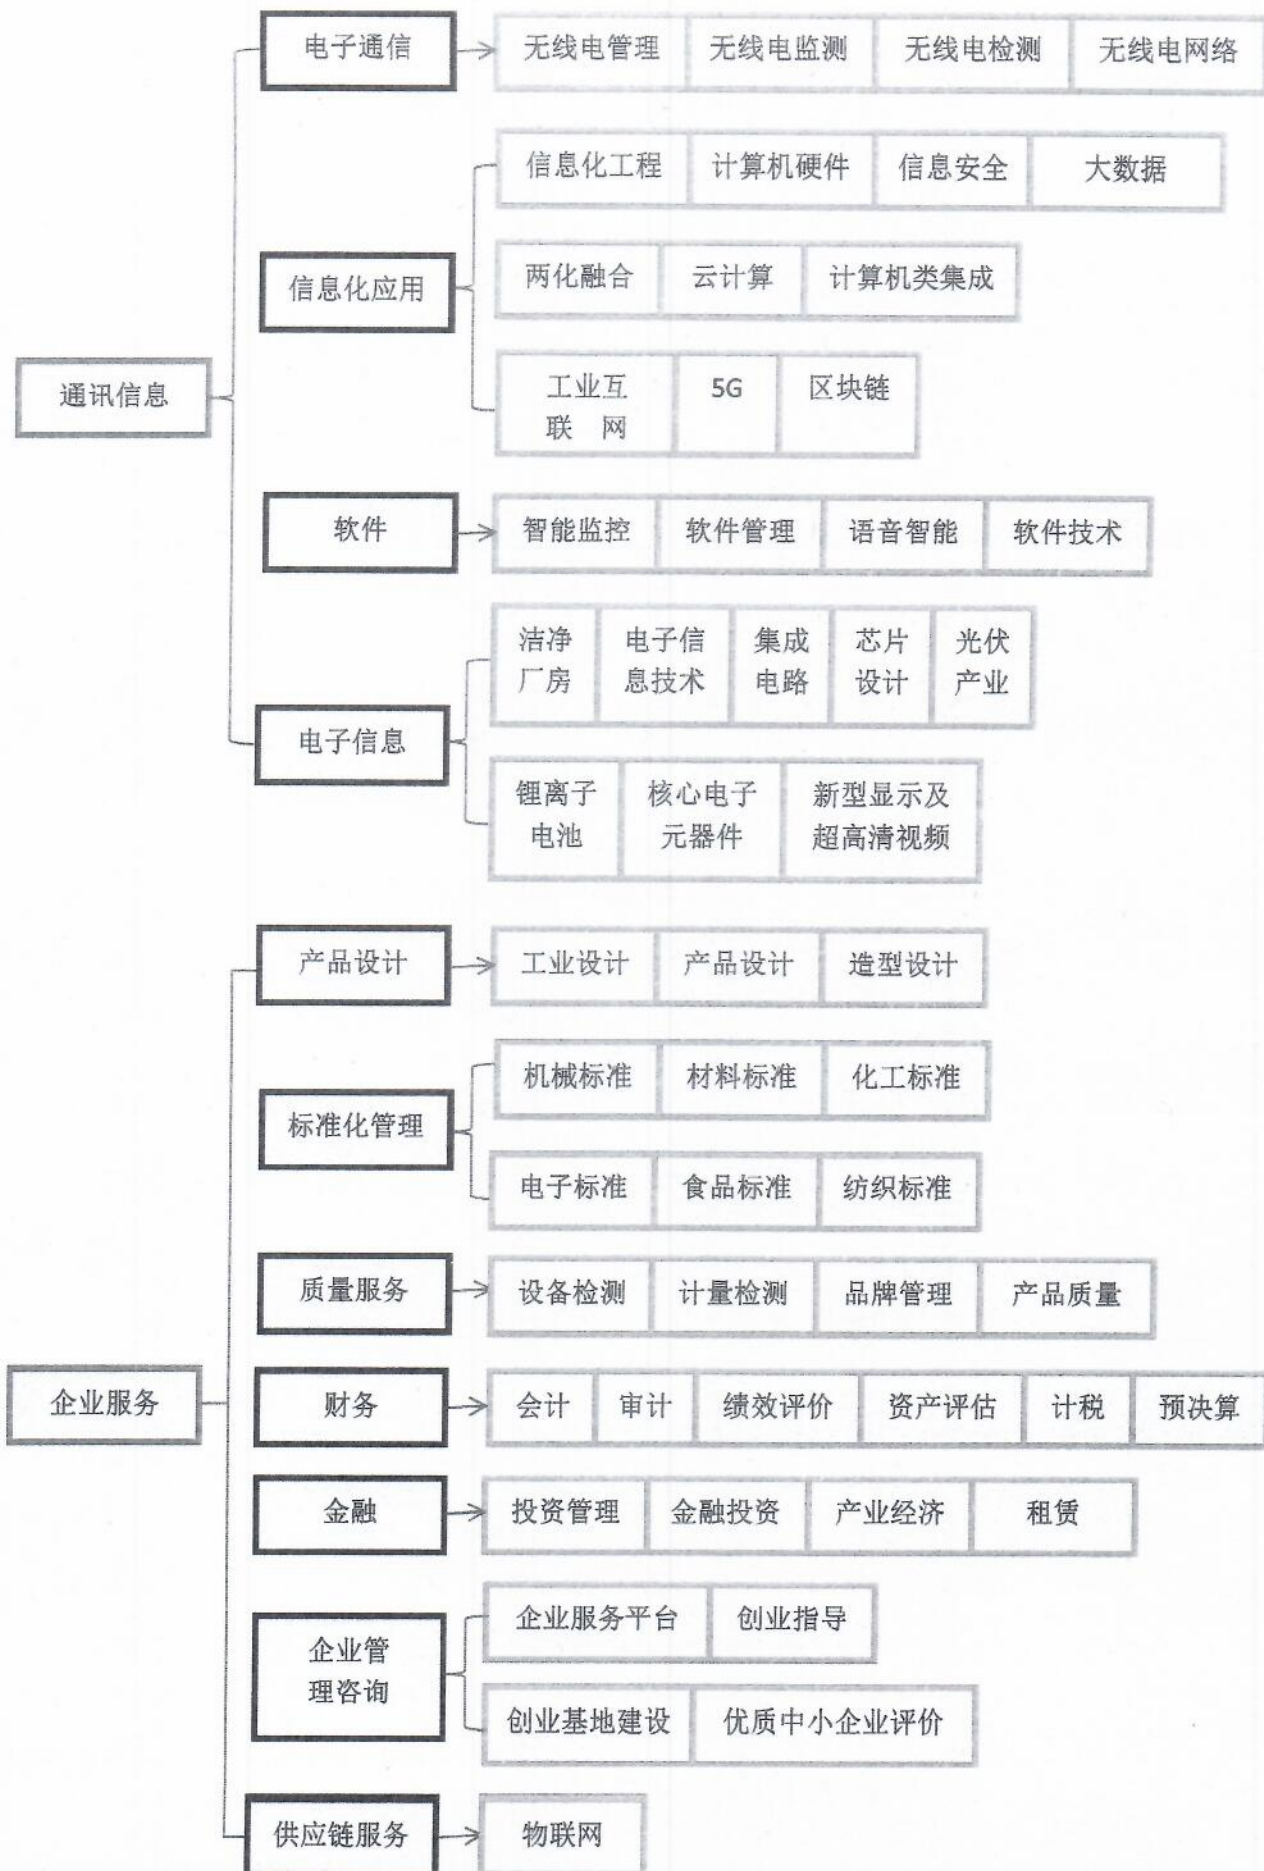 电子通信
无线电管理
无线电监测
无线电检测
无线电网络
信息化工程
计算机硬件
信息安全
大数据
信息化应用
两化融合
云计算
计算机类集成
通讯信息
工业互
联 网
5G
区块链
软件
智能监控
软件管理
语音智能
软件技术
洁净
厂房
电子信
息技术
集成
电路
芯片
设计
光伏
产业
电子信息
锂离子
电池
核心电子
元器件
新型显示及
超高清视频
产品设计
工业设计
产品设计
造型设计
机械标准
材料标准
化工标准
标准化管理
电子标准
食品标准
纺织标准
质量服务
设备检测
计量检测
品牌管理
产品质量
企业服务
财务
会计
审计
绩效评价
资产评估
计税
预决算
金融
投资管理
金融投资
产业经济
租赁
企业服务平台
创业指导
企业管
理咨询
创业基地建设
优质中小企业评价
供应链服务
物联网